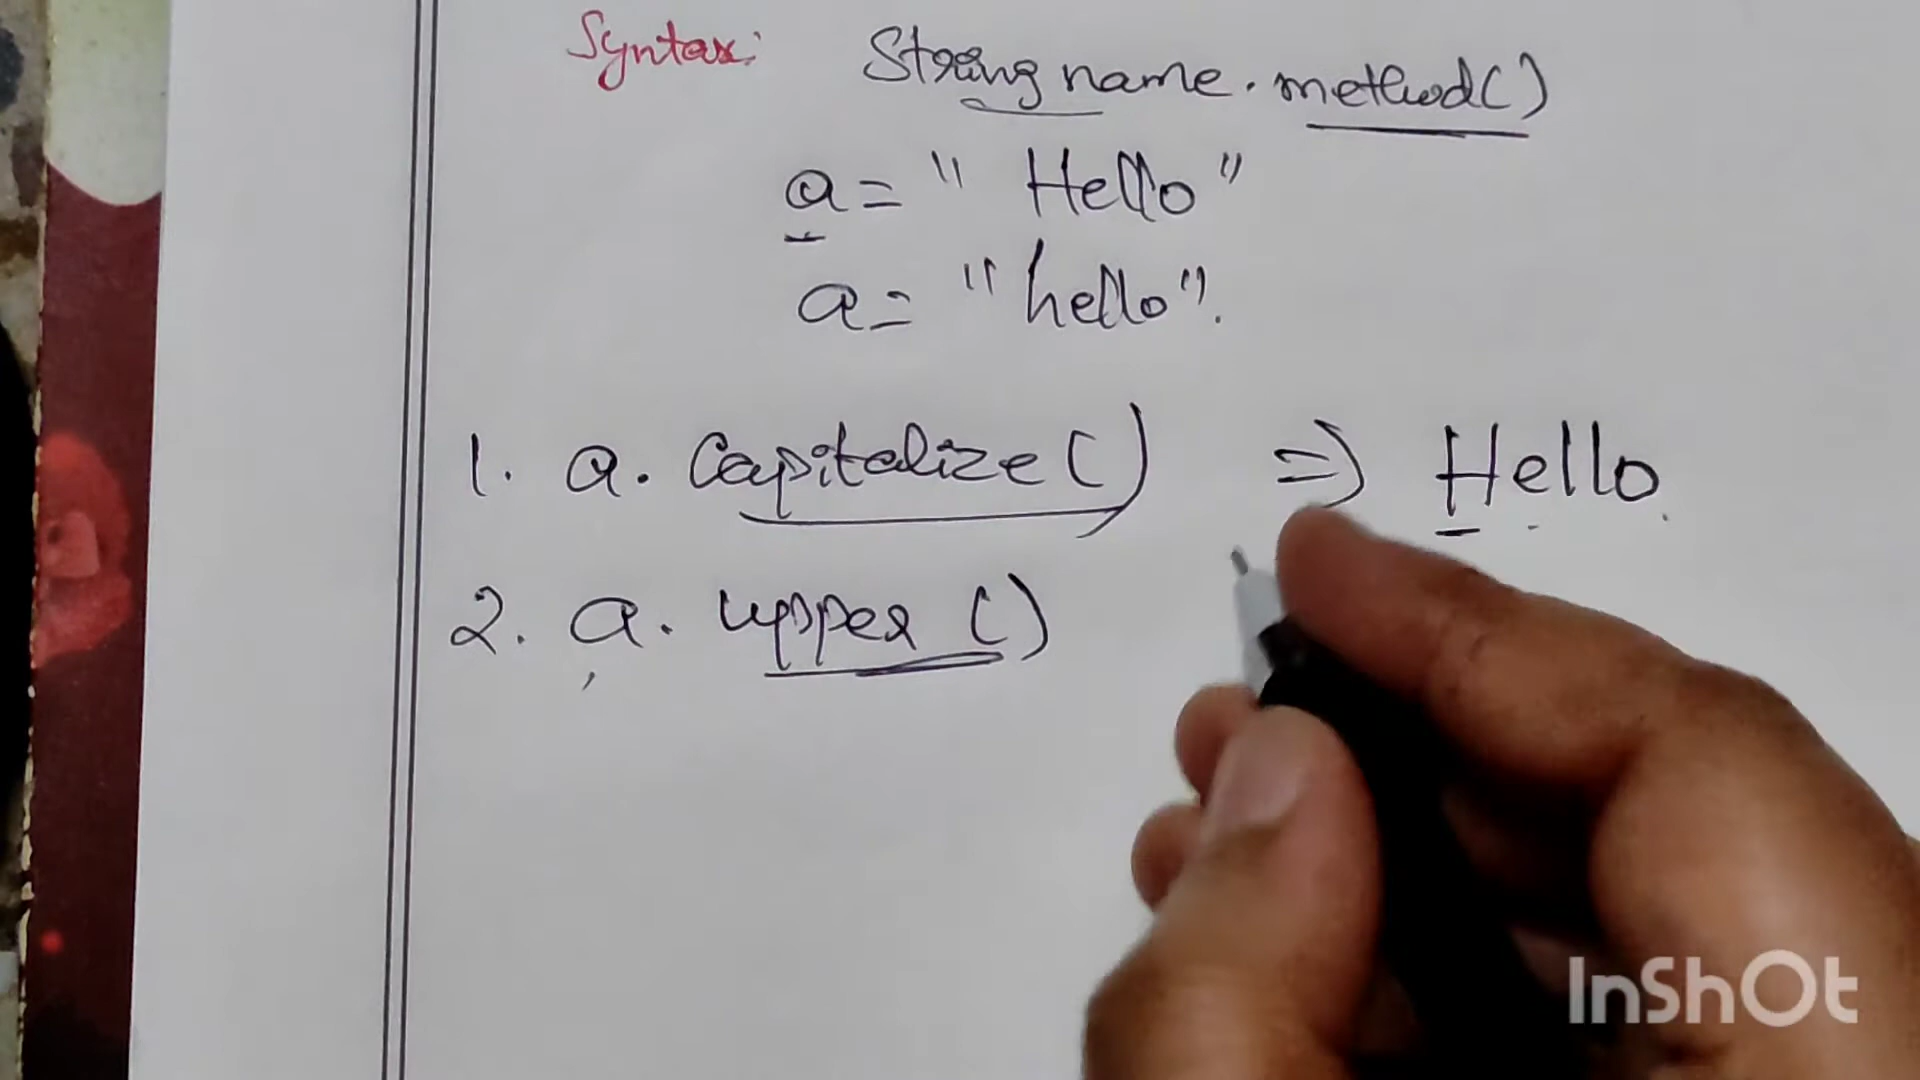 Syntax: String name.method()
a= "Hello"
a= "hello".
1. a. Capitalize() => Hello
2. a. upper ()
InShOt